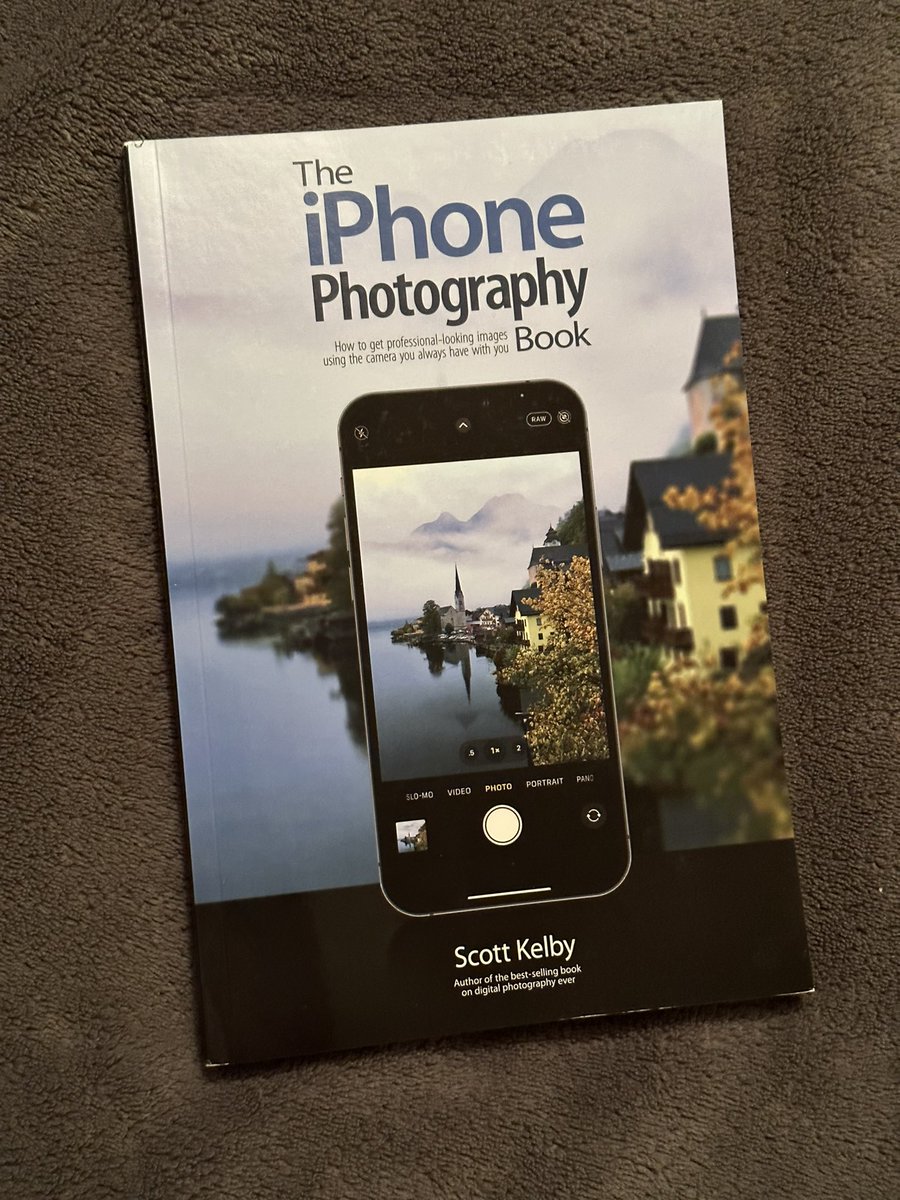 The
iPhone
Photography
Book
How to get professional-looking images
using the camera you always have with you
RAW
.5 1x 2
SLO-MO VIDEO PHOTO PORTRAIT PANO
Scott Kelby
Author of the best-selling book
on digital photography ever